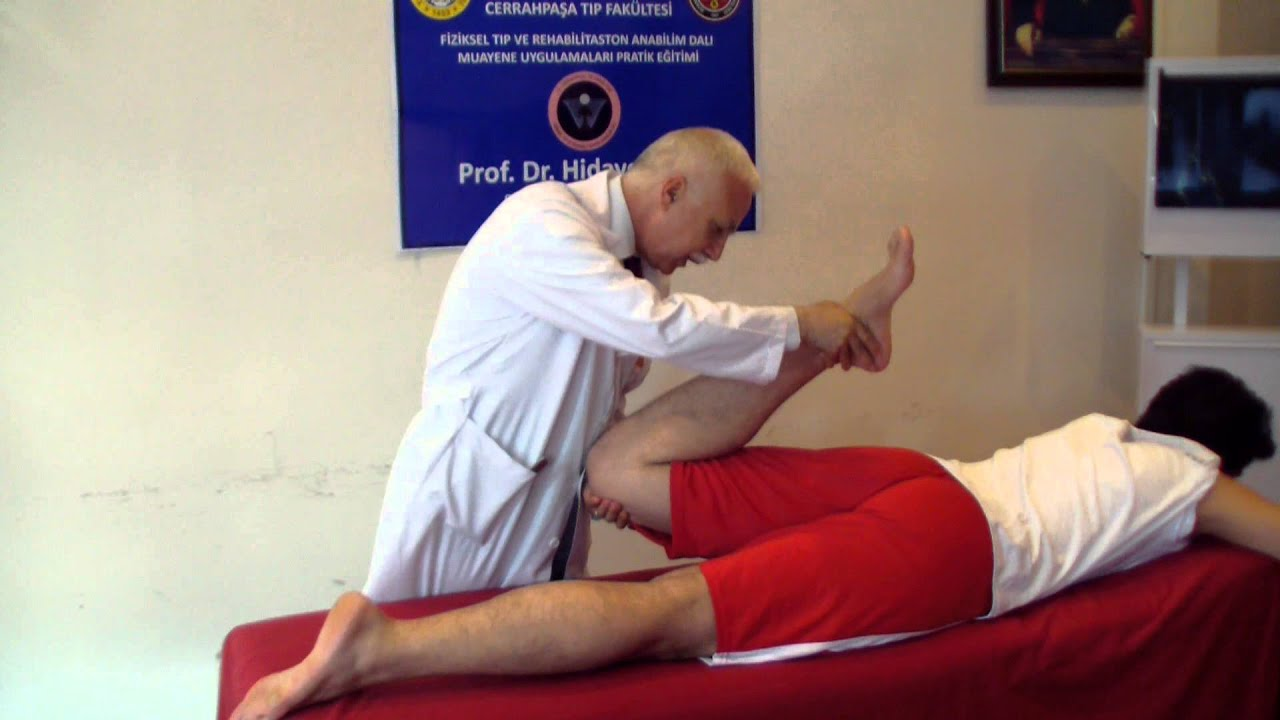 CERRAHPAŞA TIP FAKÜLTESİ
FİZİKSEL TIP VE REHABİLİTASTON ANABİLİM DALI
MUAYENE UYGULAMALARI PRATİK EĞİTİMİ
Prof. Dr.